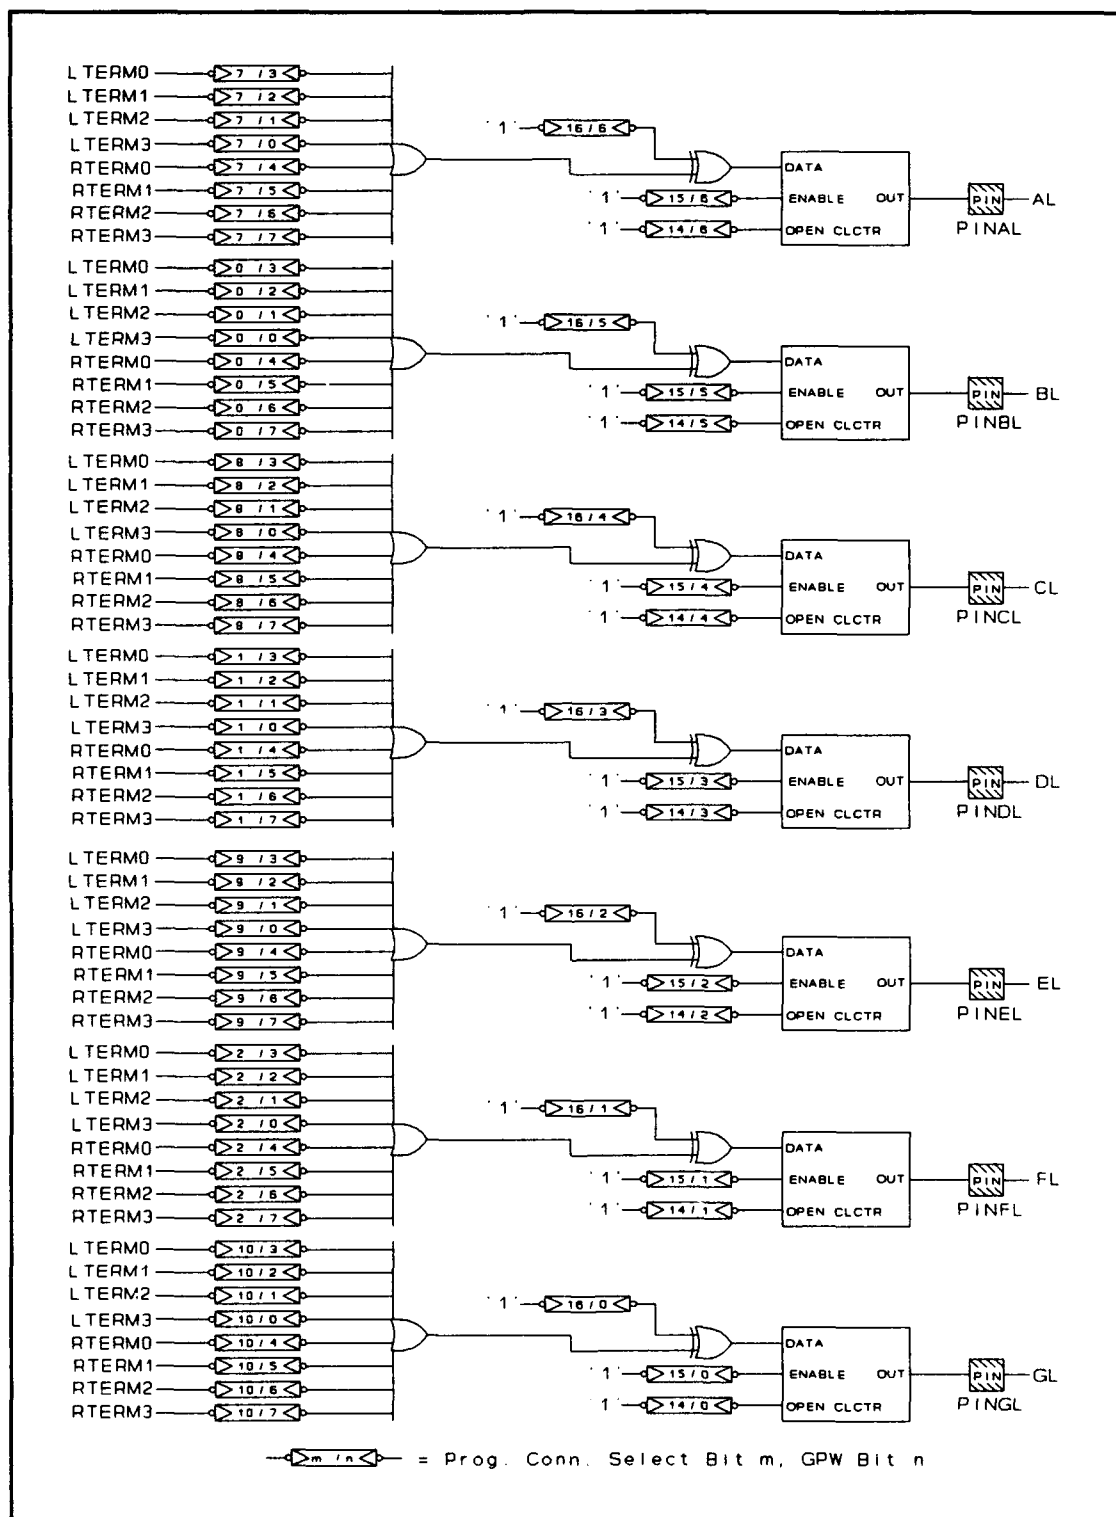 LTERM0 7 /3
LTERM1 7 /2
LTERM2 7 /1 '1' 16/6
LTERM3 7 /0
RTERM0 7 /4 DATA
RTERM1 7 /5 '1' 15/6 ENABLE OUT PIN AL
RTERM2 7 /6 PINAL
RTERM3 7 /7 '1' 14/6 OPEN CLCTR
LTERM0 0 /3
LTERM1 0 /2
LTERM2 0 /1 '1' 16/5
LTERM3 0 /0
RTERM0 0 /4 DATA
RTERM1 0 /5 '1' 15/5 ENABLE OUT PIN BL
RTERM2 0 /6 PINBL
RTERM3 0 /7 '1' 14/5 OPEN CLCTR
LTERM0 8 /3
LTERM1 8 /2
LTERM2 8 /1 '1' 16/4
LTERM3 8 /0
RTERM0 8 /4 DATA
RTERM1 8 /5 '1' 15/4 ENABLE OUT PIN CL
RTERM2 8 /6 PINCL
RTERM3 8 /7 '1' 14/4 OPEN CLCTR
LTERM0 1 /3
LTERM1 1 /2
LTERM2 1 /1 '1' 16/3
LTERM3 1 /0
RTERM0 1 /4 DATA
RTERM1 1 /5 '1' 15/3 ENABLE OUT PIN DL
RTERM2 1 /6 PINDL
RTERM3 1 /7 '1' 14/3 OPEN CLCTR
LTERM0 9 /3
LTERM1 9 /2
LTERM2 9 /1 '1' 16/2
LTERM3 9 /0
RTERM0 9 /4 DATA
RTERM1 9 /5 '1' 15/2 ENABLE OUT PIN EL
RTERM2 9 /6 PINEL
RTERM3 9 /7 '1' 14/2 OPEN CLCTR
LTERM0 2 /3
LTERM1 2 /2
LTERM2 2 /1 '1' 16/1
LTERM3 2 /0
RTERM0 2 /4 DATA
RTERM1 2 /5 '1' 15/1 ENABLE OUT PIN FL
RTERM2 2 /6 PINFL
RTERM3 2 /7 '1' 14/1 OPEN CLCTR
LTERM0 10/3
LTERM1 10/2
LTERM2 10/1 '1' 16/0
LTERM3 10/0
RTERM0 10/4 DATA
RTERM1 10/5 '1' 15/0 ENABLE OUT PIN GL
RTERM2 10/6 PINGL
RTERM3 10/7 '1' 14/0 OPEN CLCTR
m /n = Prog. Conn. Select Bit m, GPW Bit n